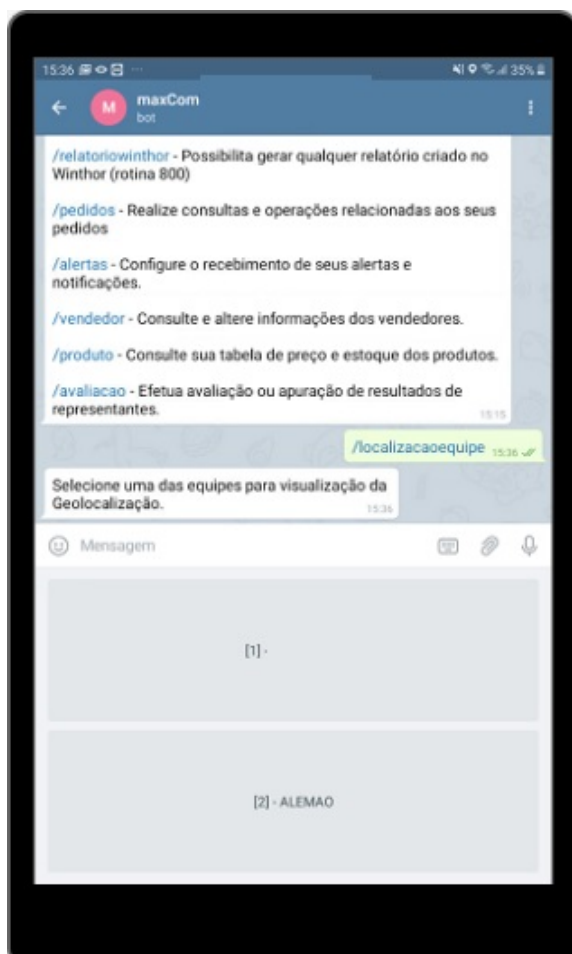 15:36 ...
35%
M
maxCom
bot
/relatoriowinthor - Possibilita gerar qualquer relatório criado no
Winthor (rotina 800)
/pedidos - Realize consultas e operações relacionadas aos seus
pedidos
/alertas - Configure o recebimento de seus alertas e
notificações.
/vendedor - Consulte e altere informações dos vendedores.
/produto - Consulte sua tabela de preço e estoque dos produtos.
/avaliacao - Efetua avaliação ou apuração de resultados de
representantes.
15:15
/localizacaoequipe 15:36
Selecione uma das equipes para visualização da
Geolocalização.
15:36
Mensagem
[1] -
[2] - ALEMAO